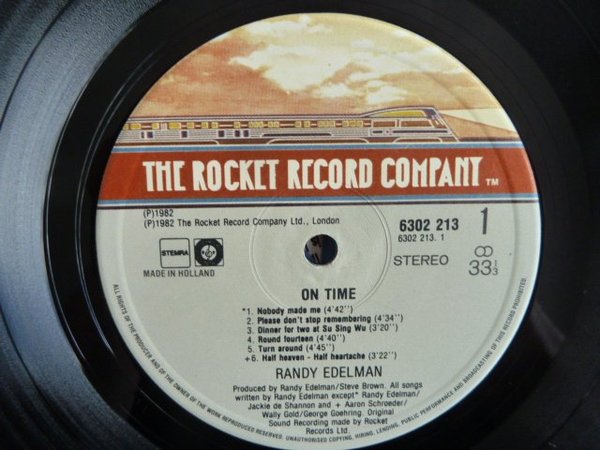 THE ROCKET RECORD COMPANY TM
(P)1982
(P)1982 The Rocket Record Company Ltd., London
6302 213 1
6302 213. 1
STEMRA
MADE IN HOLLAND
STEREO
33 1/3
ON TIME
*1. Nobody made me (4'42'')
2. Please don't stop remembering (4'34'')
3. Dinner for two at Su Sing Wu (3'20'')
4. Round fourteen (4'40'')
5. Turn around (4'45'')
+6. Half heaven - Half heartache (3'22'')
RANDY EDELMAN
Produced by Randy Edelman/Steve Brown. All songs
written by Randy Edelman except* Randy Edelman/
Jackie de Shannon and + Aaron Schroeder/
Wally Gold/George Goehring. Original
Sound Recording made by Rocket
Records Ltd.
ALL RIGHTS OF THE PRODUCER AND OF THE OWNER OF THE WORK REPRODUCED RESERVED. UNAUTHORISED COPYING, HIRING, LENDING, PUBLIC PERFORMANCE AND BROADCASTING OF THIS RECORD PROHIBITED